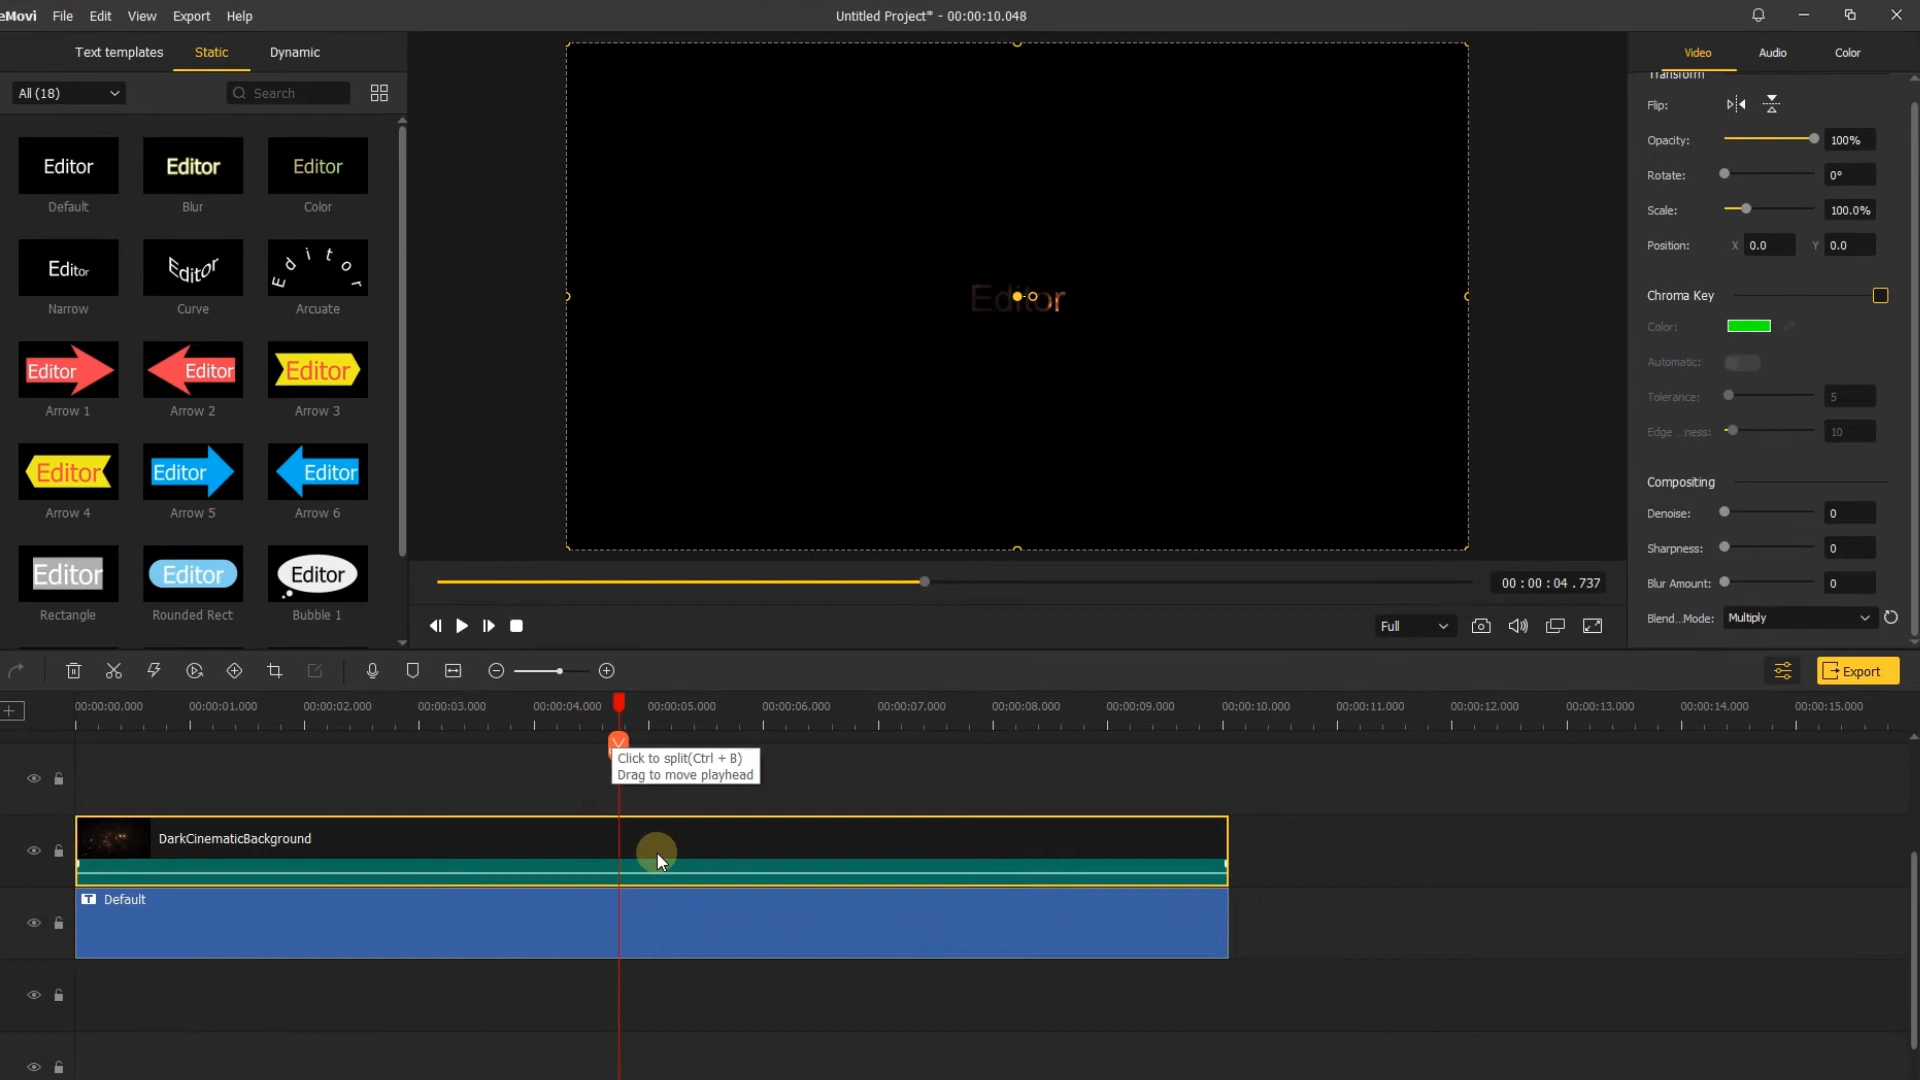 eMovi File Edit View Export Help
Untitled Project* - 00:00:10.048
Text templates Static Dynamic
All (18) Search
Editor Editor Editor
Default Blur Color
Editor Editor Editor
Narrow Curve Arcuate
Editor Editor Editor
Arrow 1 Arrow 2 Arrow 3
Editor Editor Editor
Arrow 4 Arrow 5 Arrow 6
Editor Editor Editor
Rectangle Rounded Rect Bubble 1
Editor
00 : 00 : 04 .737
Full
Video Audio Color
Transform
Flip:
Opacity: 100%
Rotate: 0°
Scale: 100.0%
Position: X 0.0 Y 0.0
Chroma Key
Color:
Automatic:
Tolerance: 5
Edge ...ness: 10
Compositing
Denoise: 0
Sharpness: 0
Blur Amount: 0
Blend...Mode: Multiply
Export
00:00:00.000 00:00:01.000 00:00:02.000 00:00:03.000 00:00:04.000 00:00:05.000 00:00:06.000 00:00:07.000 00:00:08.000 00:00:09.000 00:00:10.000 00:00:11.000 00:00:12.000 00:00:13.000 00:00:14.000 00:00:15.000
Click to split(Ctrl + B)
Drag to move playhead
DarkCinematicBackground
T Default